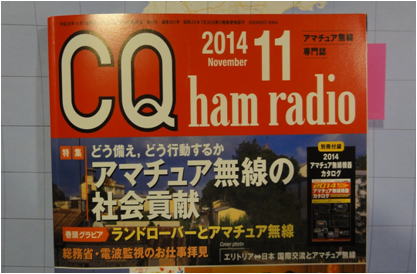 CQ ham radio
2014
November
11
アマチュア無線
専門誌
特集
どう備え，どう行動するか
アマチュア無線の
社会貢献
別冊付録
2014
アマチュア無線機器
カタログ
巻頭グラビア
ランドローバーとアマチュア無線
総務省・電波監視のお仕事拝見
Cover photo
エリトリア⇔日本 国際交流とアマチュア無線